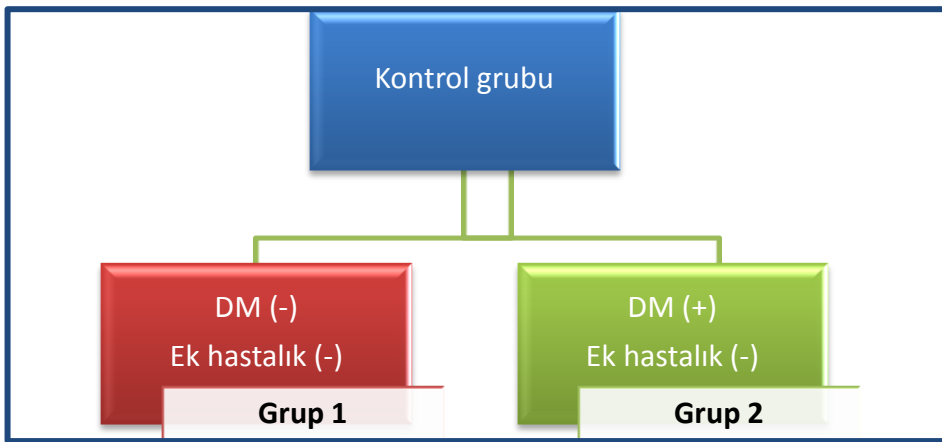 Kontrol grubu
DM (-)
Ek hastalık (-)
Grup 1
DM (+)
Ek hastalık (-)
Grup 2